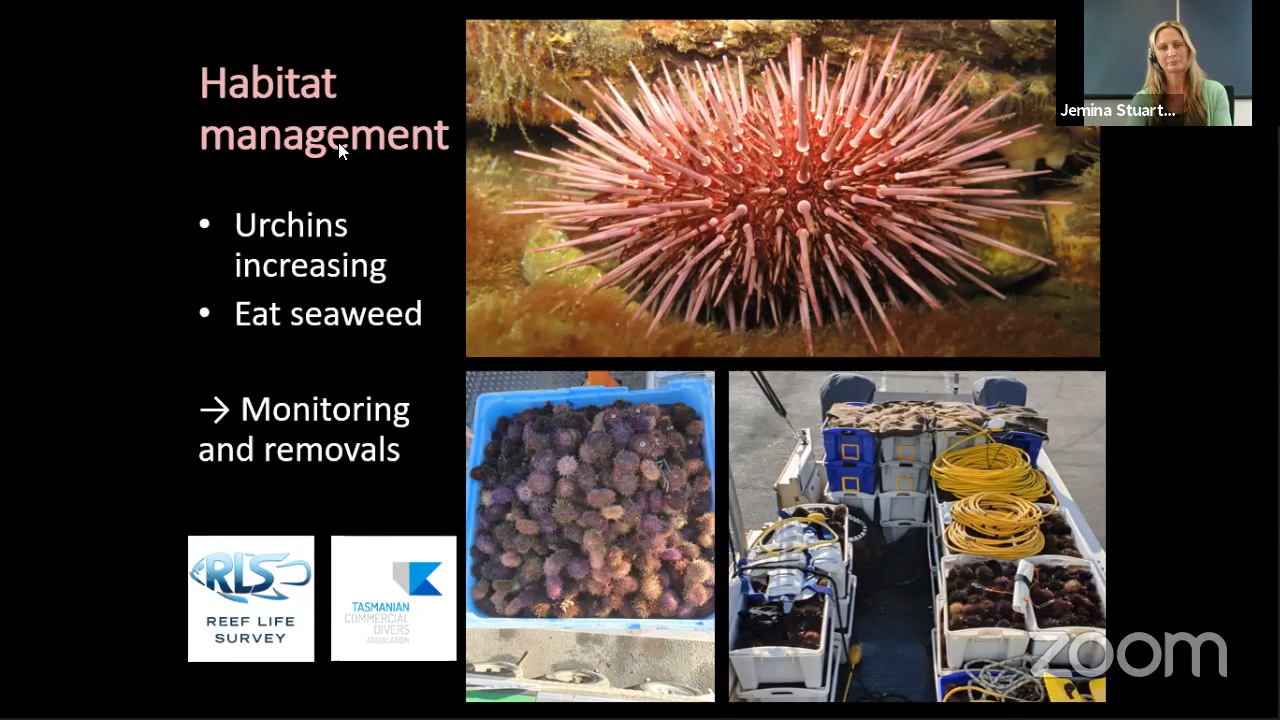 Habitat
management
• Urchins
increasing
• Eat seaweed
→ Monitoring
and removals
RLS
REEF LIFE
SURVEY
TASMANIAN
COMMERCIAL
DIVERS
ASSOCIATION
Jemina Stuart...
zoom